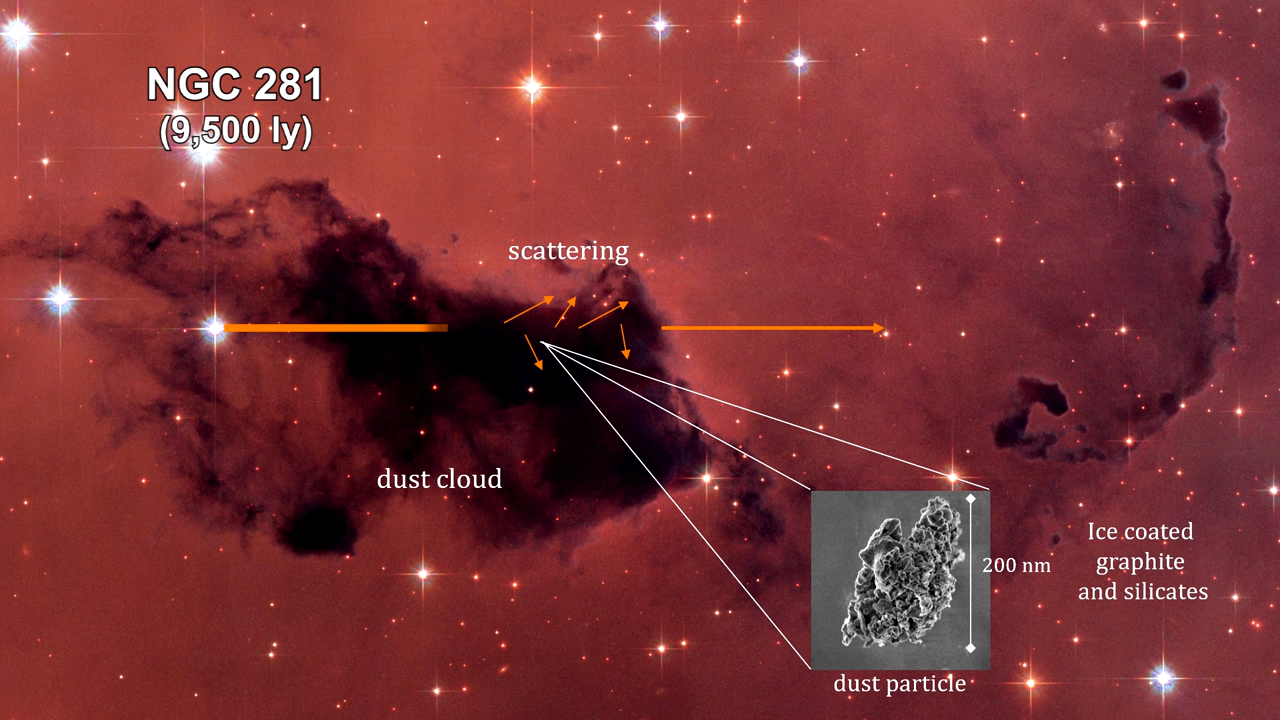 NGC 281
(9,500 ly)
scattering
dust cloud
200 nm
Ice coated
graphite
and silicates
dust particle